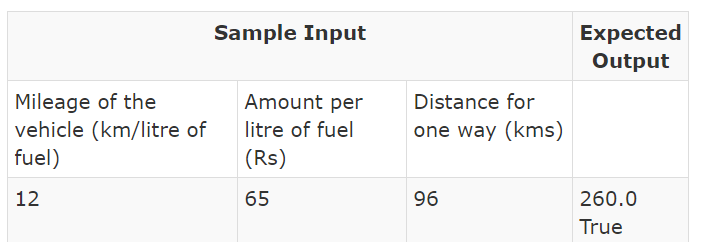 Sample Input
Expected
Output
Mileage of the
vehicle (km/litre of
fuel)
Amount per
litre of fuel
(Rs)
Distance for
one way (kms)
12
65
96
260.0
True